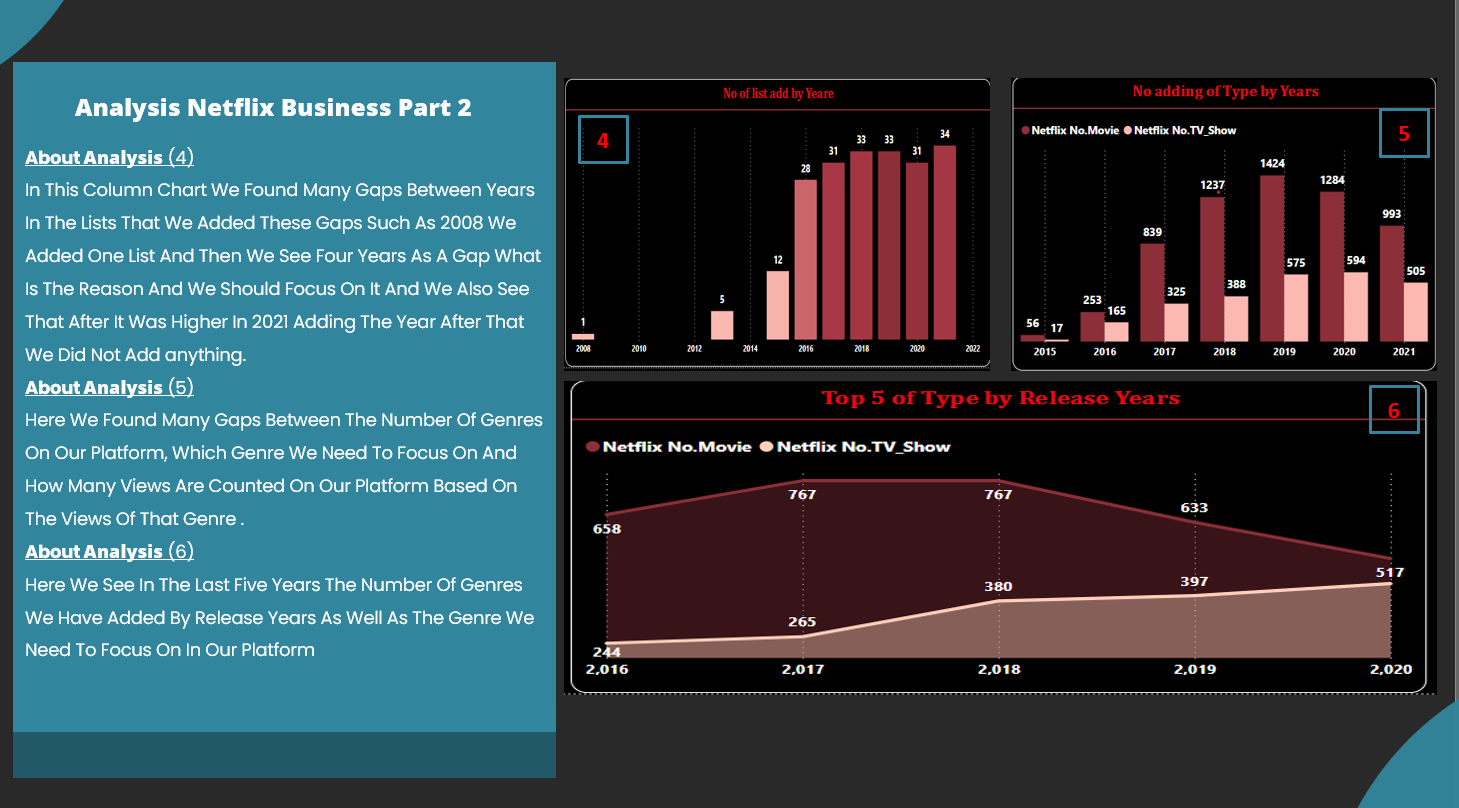 Analysis Netflix Business Part 2
About Analysis (4)
In This Column Chart We Found Many Gaps Between Years
In The Lists That We Added These Gaps Such As 2008 We
Added One List And Then We See Four Years As A Gap What
Is The Reason And We Should Focus On It And We Also See
That After It Was Higher In 2021 Adding The Year After That
We Did Not Add anything.
About Analysis (5)
Here We Found Many Gaps Between The Number Of Genres
On Our Platform, Which Genre We Need To Focus On And
How Many Views Are Counted On Our Platform Based On
The Views Of That Genre .
About Analysis (6)
Here We See In The Last Five Years The Number Of Genres
We Have Added By Release Years As Well As The Genre We
Need To Focus On In Our Platform
No of list add by Yeare
4
1 5 12 28 31 33 33 31 34
2008 2010 2012 2014 2016 2018 2020 2022
No adding of Type by Years
5
Netflix No.Movie Netflix No.TV_Show
56 17 253 165 839 325 1237 388 1424 575 1284 594 993 505
2015 2016 2017 2018 2019 2020 2021
Top 5 of Type by Release Years
6
Netflix No.Movie Netflix No.TV_Show
658 767 767 633 517
244 265 380 397
2,016 2,017 2,018 2,019 2,020